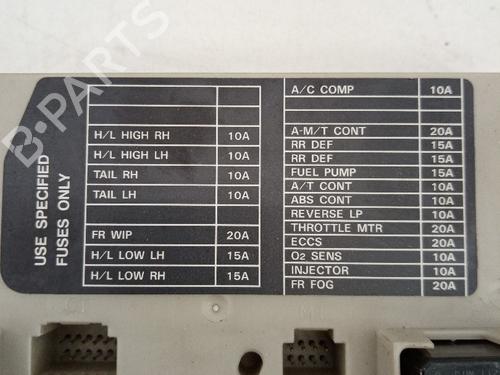 USE SPECIFIED
FUSES ONLY
H/L HIGH RH 10A
H/L HIGH LH 10A
TAIL RH 10A
TAIL LH 10A
FR WIP 20A
H/L LOW LH 15A
H/L LOW RH 15A
A/C COMP 10A
A-M/T CONT 20A
RR DEF 15A
RR DEF 15A
FUEL PUMP 15A
A/T CONT 10A
ABS CONT 10A
REVERSE LP 10A
THROTTLE MTR 20A
ECCS 20A
O2 SENS 10A
INJECTOR 10A
FR FOG 20A
B-PARTS